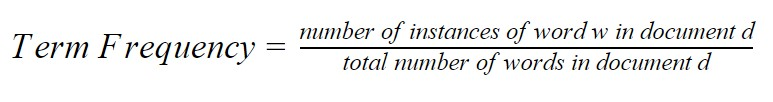 Term Frequency = number of instances of word w in document d
total number of words in document d